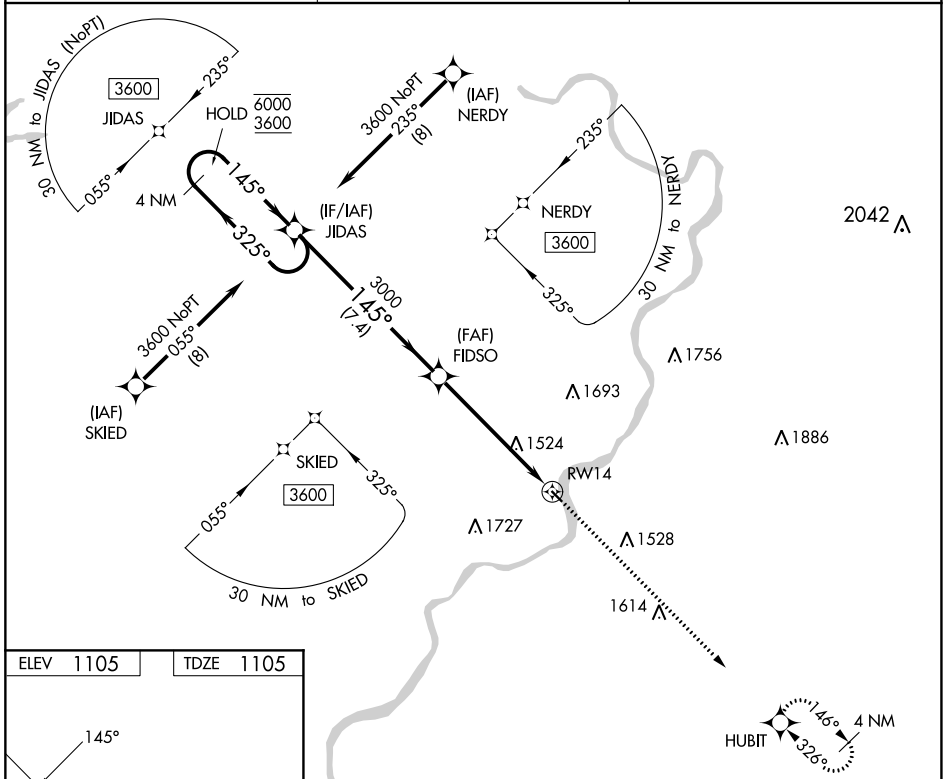 30 NM to JIDAS (NoPT)
235°
3600
JIDAS
055°
HOLD
6000
3600
4 NM
145°
325°
(IF/IAF)
JIDAS
3600 NoPT
235°
(8)
(IAF)
NERDY
235°
NERDY
3600
325°
30 NM to NERDY
2042
3000
145°
(7.4)
3600 NoPT
055°
(8)
(IAF)
SKIED
(FAF)
FIDSO
1756
1693
1886
1524
RW14
SKIED
3600
325°
055°
30 NM to SKIED
1727
1528
1614
ELEV 1105
TDZE 1105
145°
HUBIT
146°
326°
4 NM